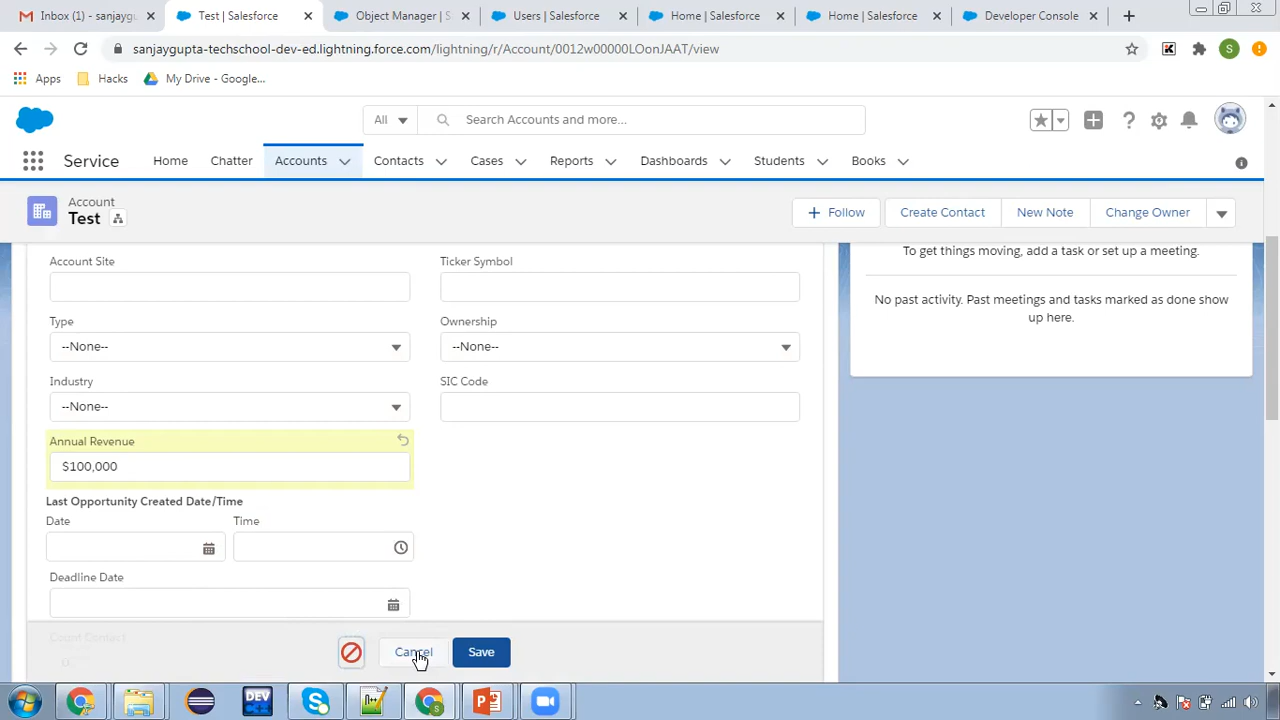 Inbox (1) - sanjayg
Test | Salesforce
Object Manager | S
Users | Salesforce
Home | Salesforce
Home | Salesforce
Developer Console
sanjaygupta-techschool-dev-ed.lightning.force.com/lightning/r/Account/0012w00000LOonJAAT/view
S
Apps
Hacks
My Drive - Google...
All
Search Accounts and more...
Service
Home
Chatter
Accounts
Contacts
Cases
Reports
Dashboards
Students
Books
Account
Test
Follow
Create Contact
New Note
Change Owner
Account Site
Ticker Symbol
To get things moving, add a task or set up a meeting.
No past activity. Past meetings and tasks marked as done show
up here.
Type
--None--
Ownership
--None--
Industry
--None--
SIC Code
Annual Revenue
$100,000
Last Opportunity Created Date/Time
Date
Time
Deadline Date
Count Contact
0
Cancel
Save
DEV